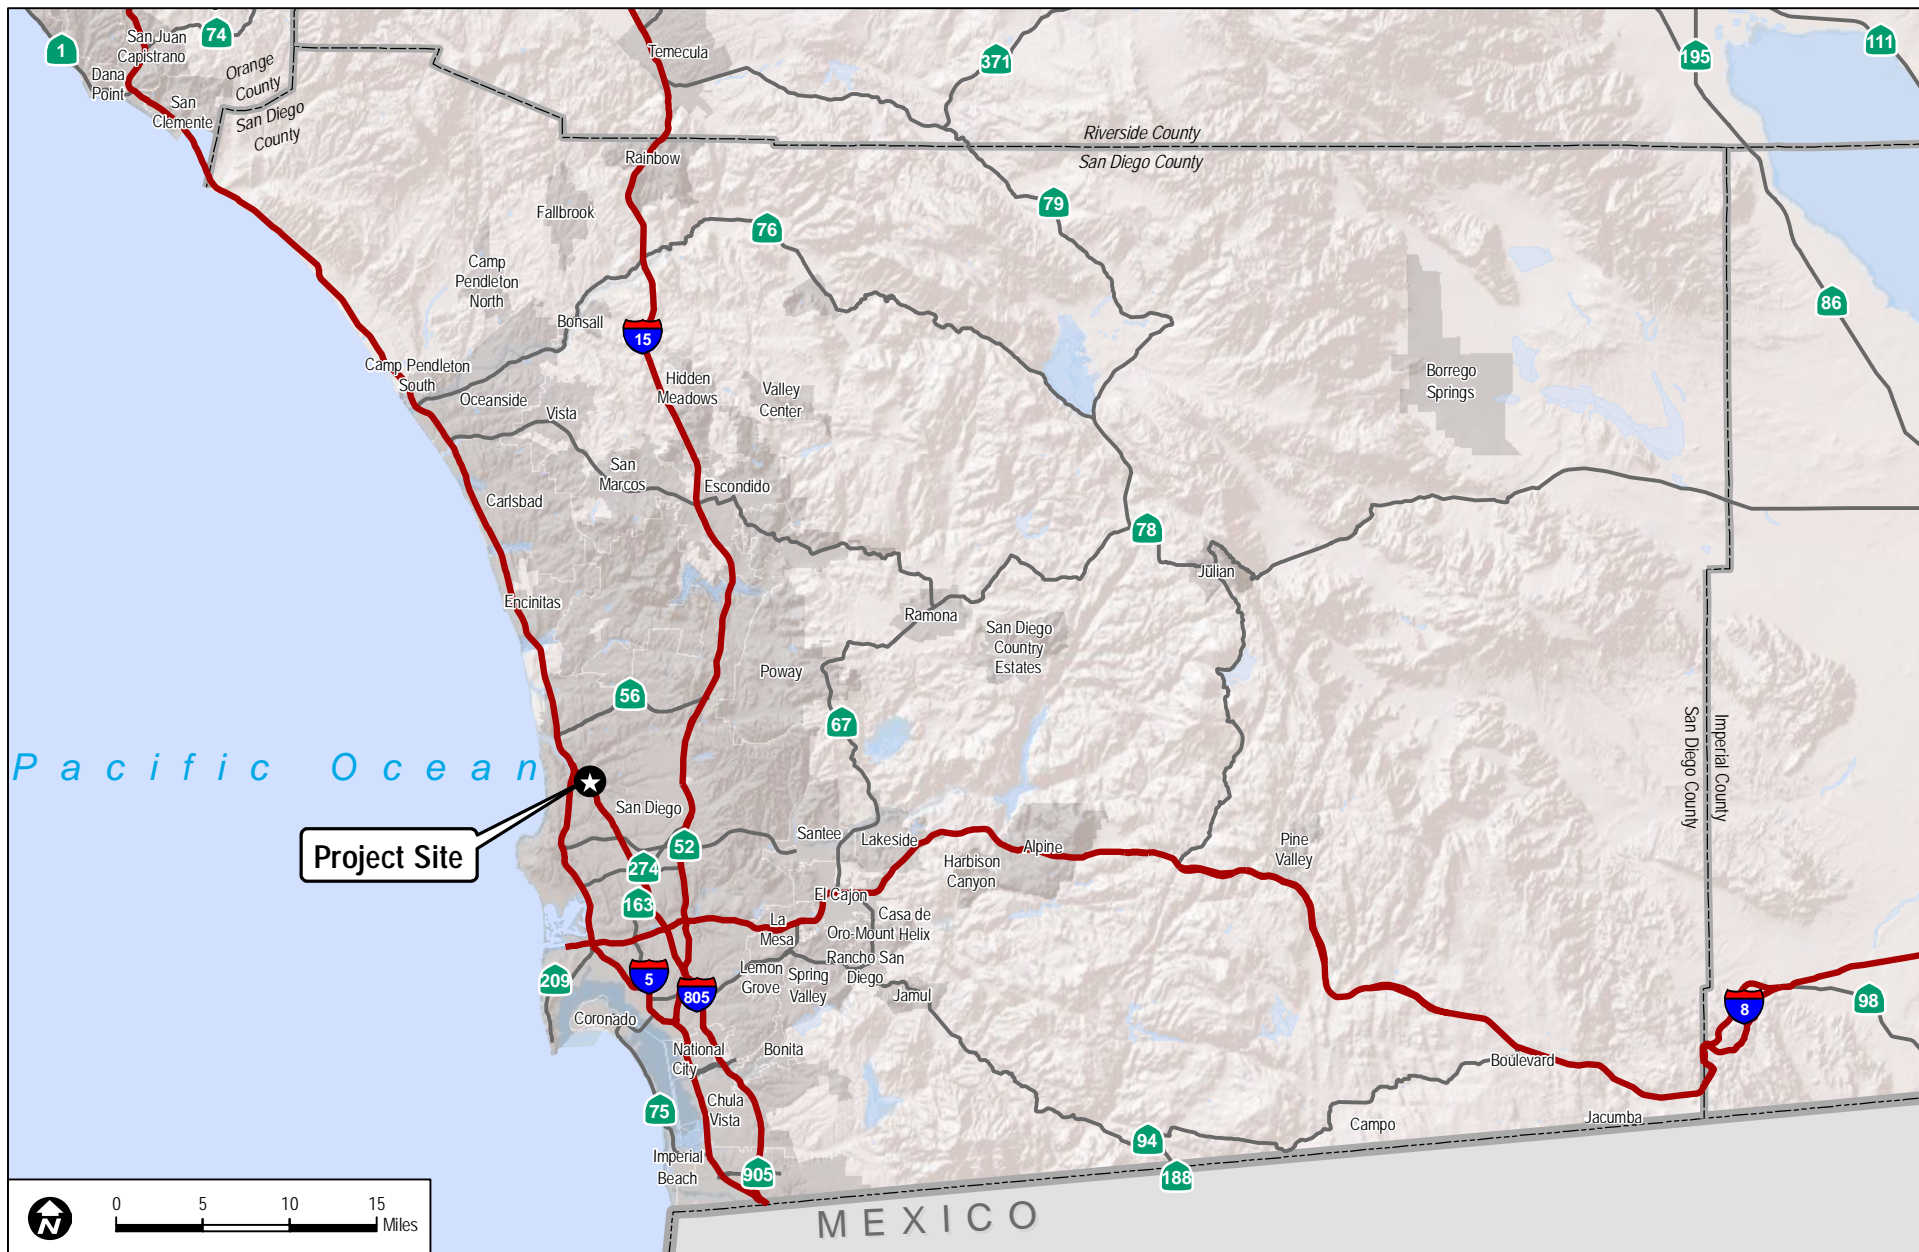 1
San Juan
Capistrano
74
Dana
Point
Orange
County
San Diego
County
San
Clemente
Temecula
371
195
111
Riverside County
San Diego County
Rainbow
Fallbrook
76
79
Camp
Pendleton
North
Bonsall
15
86
Camp Pendleton
South
Oceanside
Vista
Hidden
Meadows
Valley
Center
Borrego
Springs
San
Marcos
Escondido
Carlsbad
78
Julian
Encinitas
Ramona
San Diego
Country
Estates
Poway
56
67
Imperial County
San Diego County
Pacific Ocean
San Diego
Project Site
52
274
163
Santee
Lakeside
Harbison
Canyon
Alpine
Pine
Valley
El Cajon
La
Mesa
Casa de
Oro-Mount Helix
Rancho San
Diego
Lemon
Grove
Spring
Valley
Jamul
209
5
805
8
98
Coronado
National
City
Bonita
Boulevard
75
Chula
Vista
Campo
Jacumba
94
188
Imperial
Beach
905
MEXICO
N
0
5
10
15
Miles